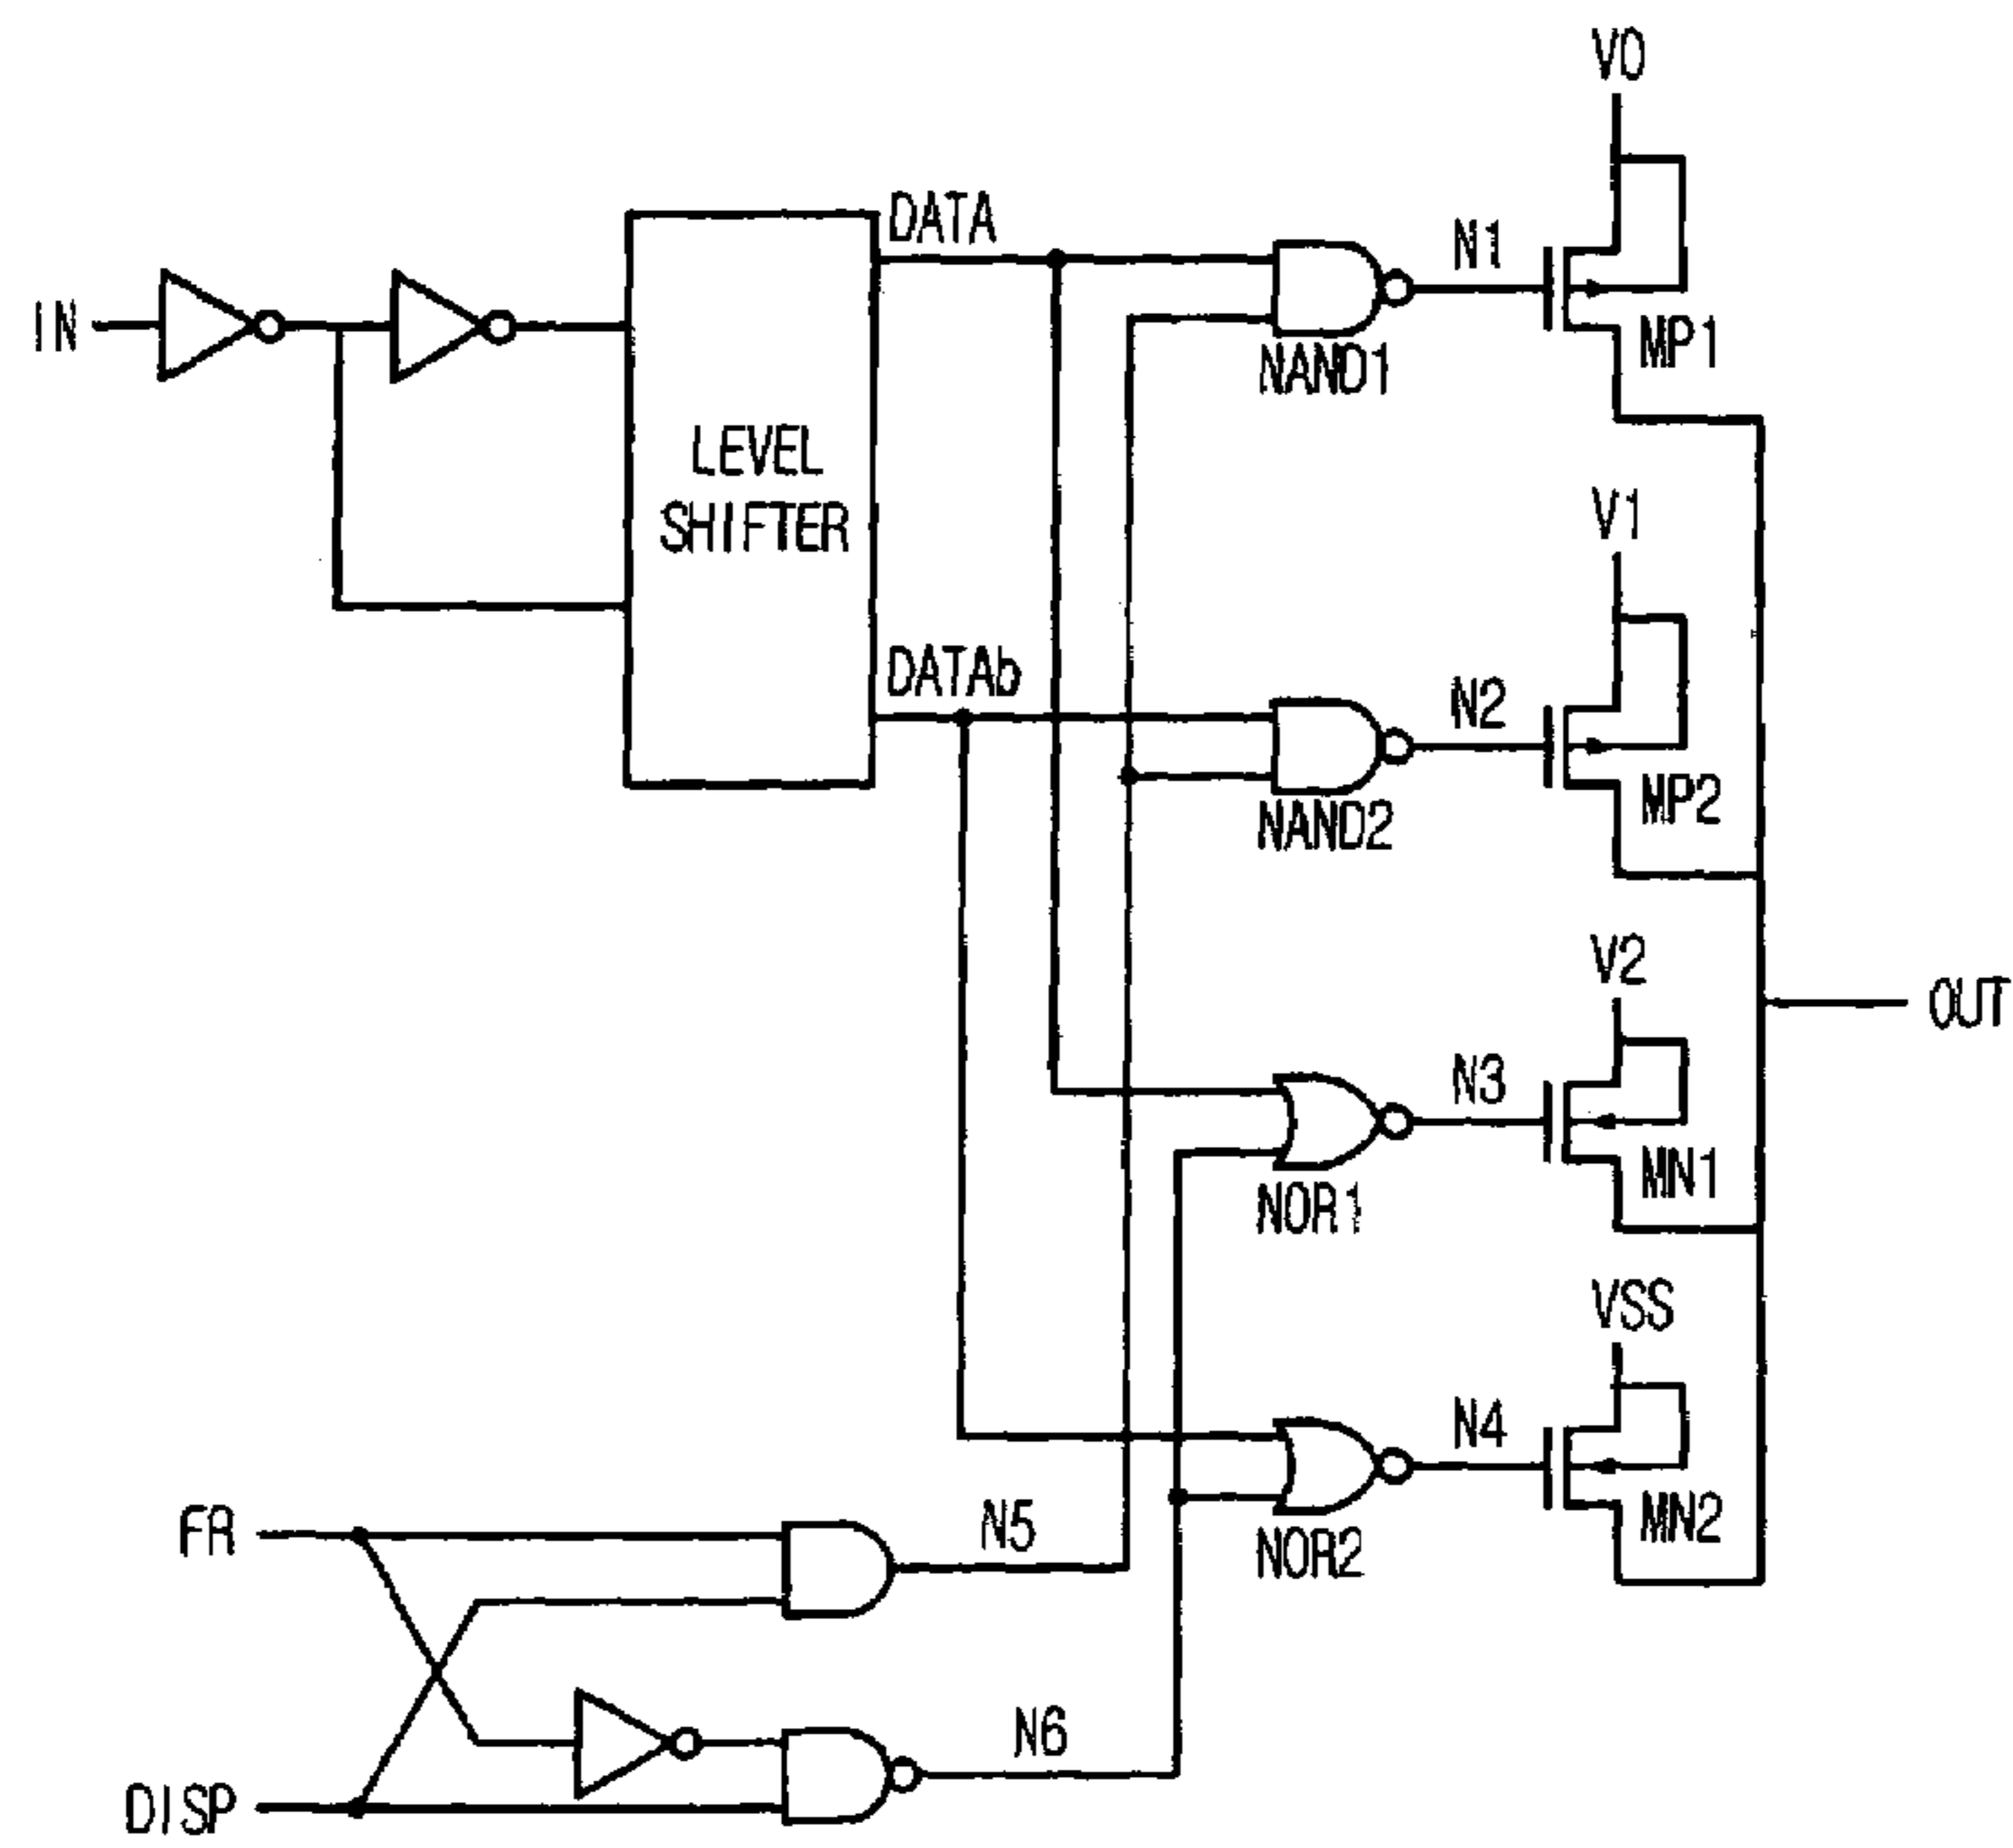 V0
DATA
N1
IN
MP1
NAND1
LEVEL
SHIFTER
V1
DATAb
N2
MP2
NAND2
V2
OUT
N3
MN1
NOR1
VSS
N4
FR
N5
MN2
NOR2
N6
DISP